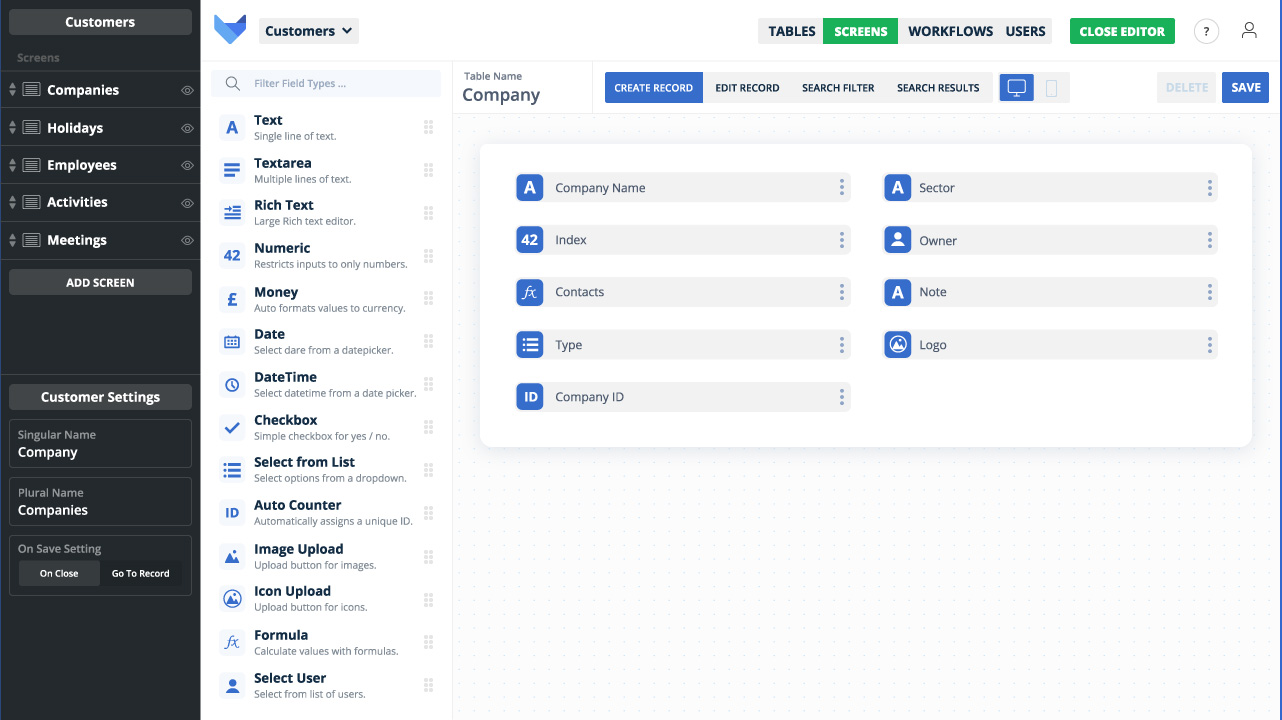 Customers
Screens
Companies
Holidays
Employees
Activities
Meetings
ADD SCREEN
Customer Settings
Singular Name
Company
Plural Name
Companies
On Save Setting
On Close
Go To Record
Customers
TABLES
SCREENS
WORKFLOWS
USERS
CLOSE EDITOR
?
Filter Field Types ...
A
Text
Single line of text.
Textarea
Multiple lines of text.
Rich Text
Large Rich text editor.
42
Numeric
Restricts inputs to only numbers.
£
Money
Auto formats values to currency.
Date
Select dare from a datepicker.
DateTime
Select datetime from a date picker.
Checkbox
Simple checkbox for yes / no.
Select from List
Select options from a dropdown.
ID
Auto Counter
Automatically assigns a unique ID.
Image Upload
Upload button for images.
Icon Upload
Upload button for icons.
fx
Formula
Calculate values with formulas.
Select User
Select from list of users.
Table Name
Company
CREATE RECORD
EDIT RECORD
SEARCH FILTER
SEARCH RESULTS
DELETE
SAVE
A Company Name
A Sector
42 Index
Owner
fx Contacts
A Note
Type
Logo
ID Company ID